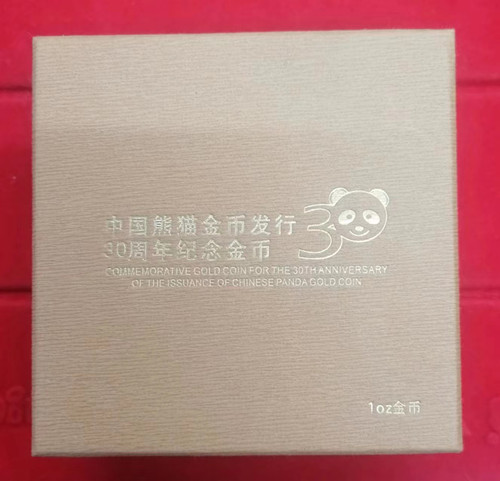 中国熊猫金币发行
30周年纪念金币
30
COMMEMORATIVE GOLD COIN FOR THE 30TH ANNIVERSARY
OF THE ISSUANCE OF CHINESE PANDA GOLD COIN
1oz金币